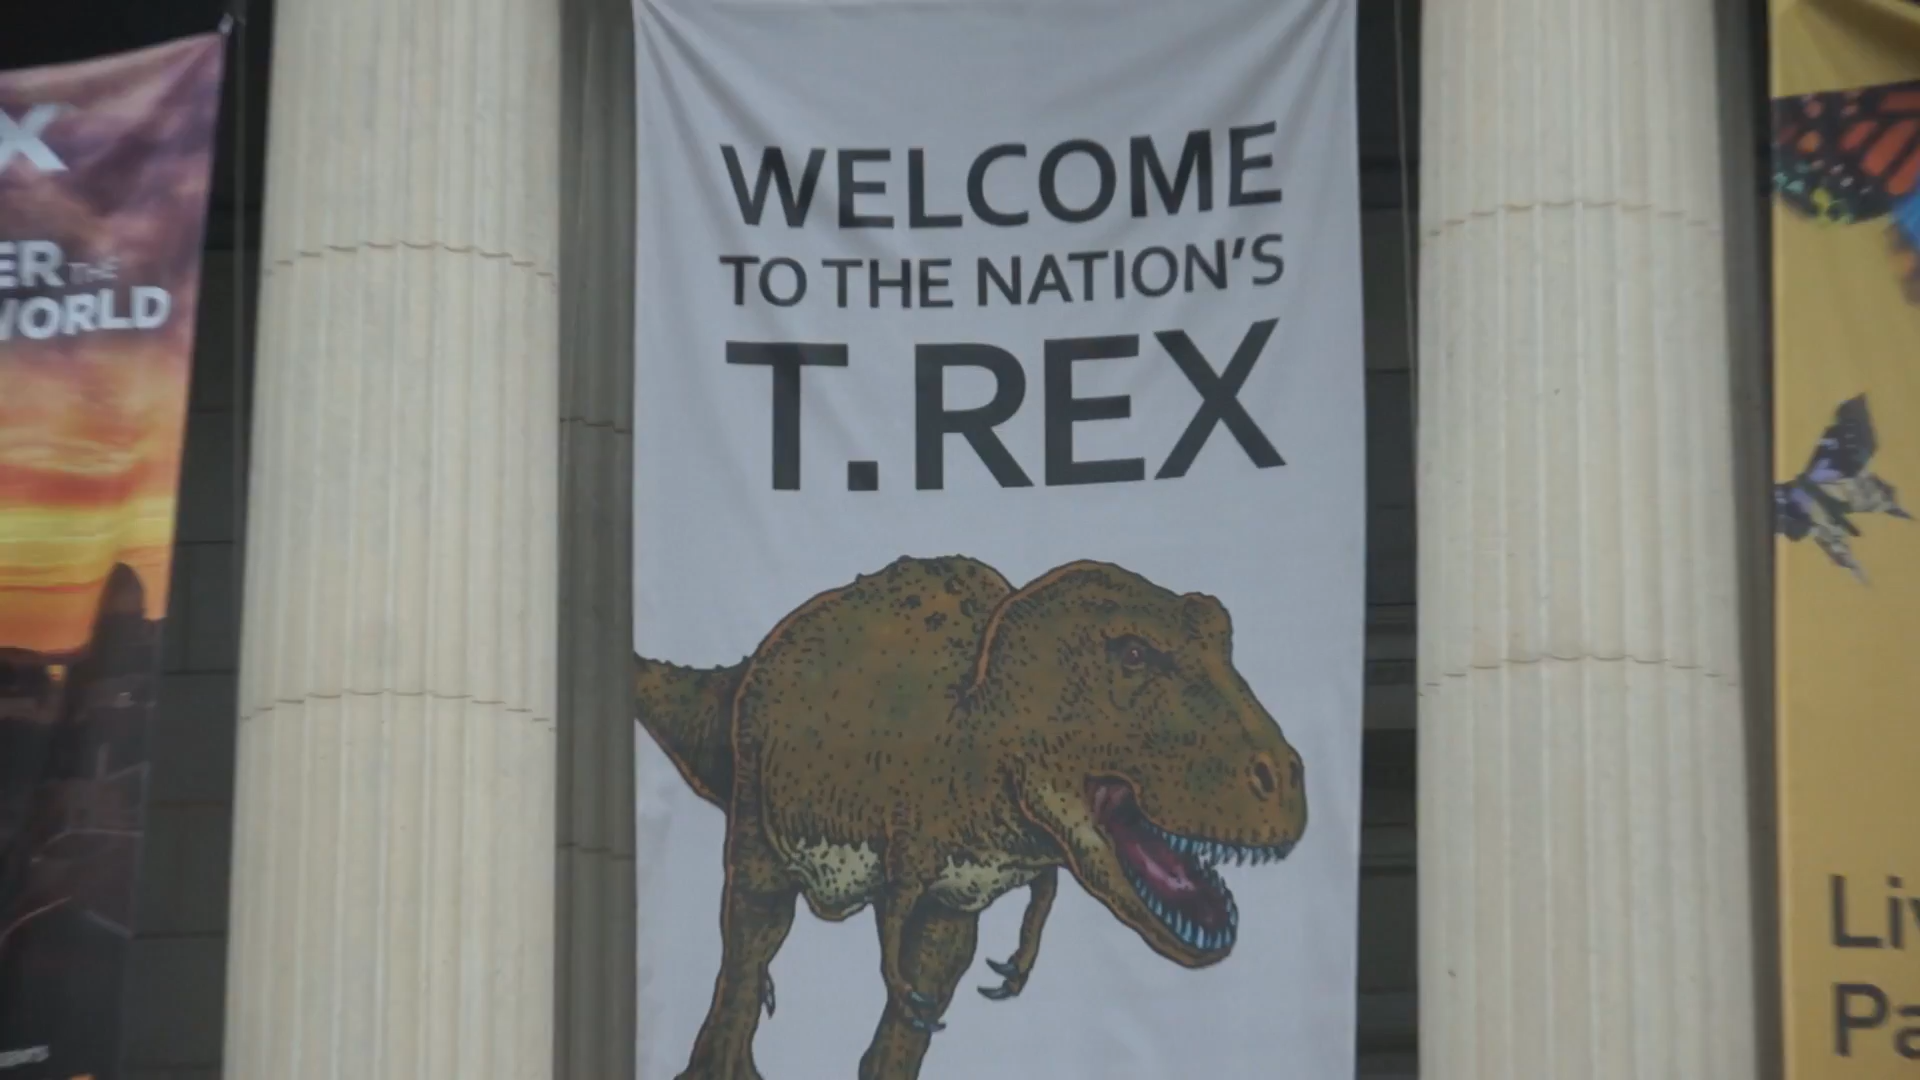 X
ER THE
WORLD
WELCOME
TO THE NATION'S
T.REX